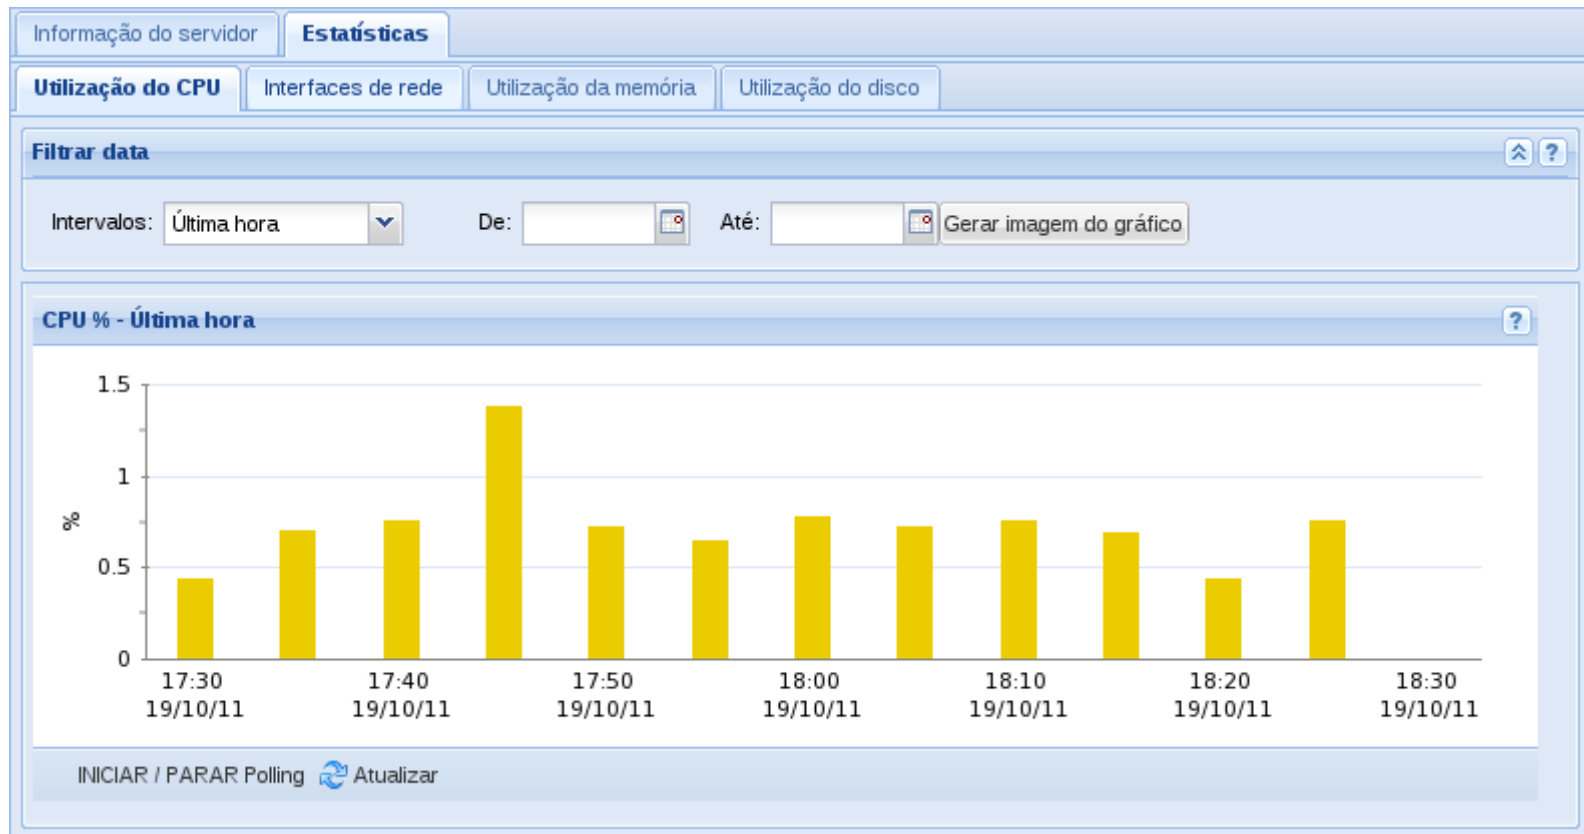 Informação do servidor Estatísticas
Utilização do CPU Interfaces de rede Utilização da memória Utilização do disco
Filtrar data ?
Intervalos: Última hora De: Até: Gerar imagem do gráfico
CPU % - Última hora ?
1.5
1
%
0.5
0
17:30 17:40 17:50 18:00 18:10 18:20 18:30
19/10/11 19/10/11 19/10/11 19/10/11 19/10/11 19/10/11 19/10/11
INICIAR / PARAR Polling Atualizar